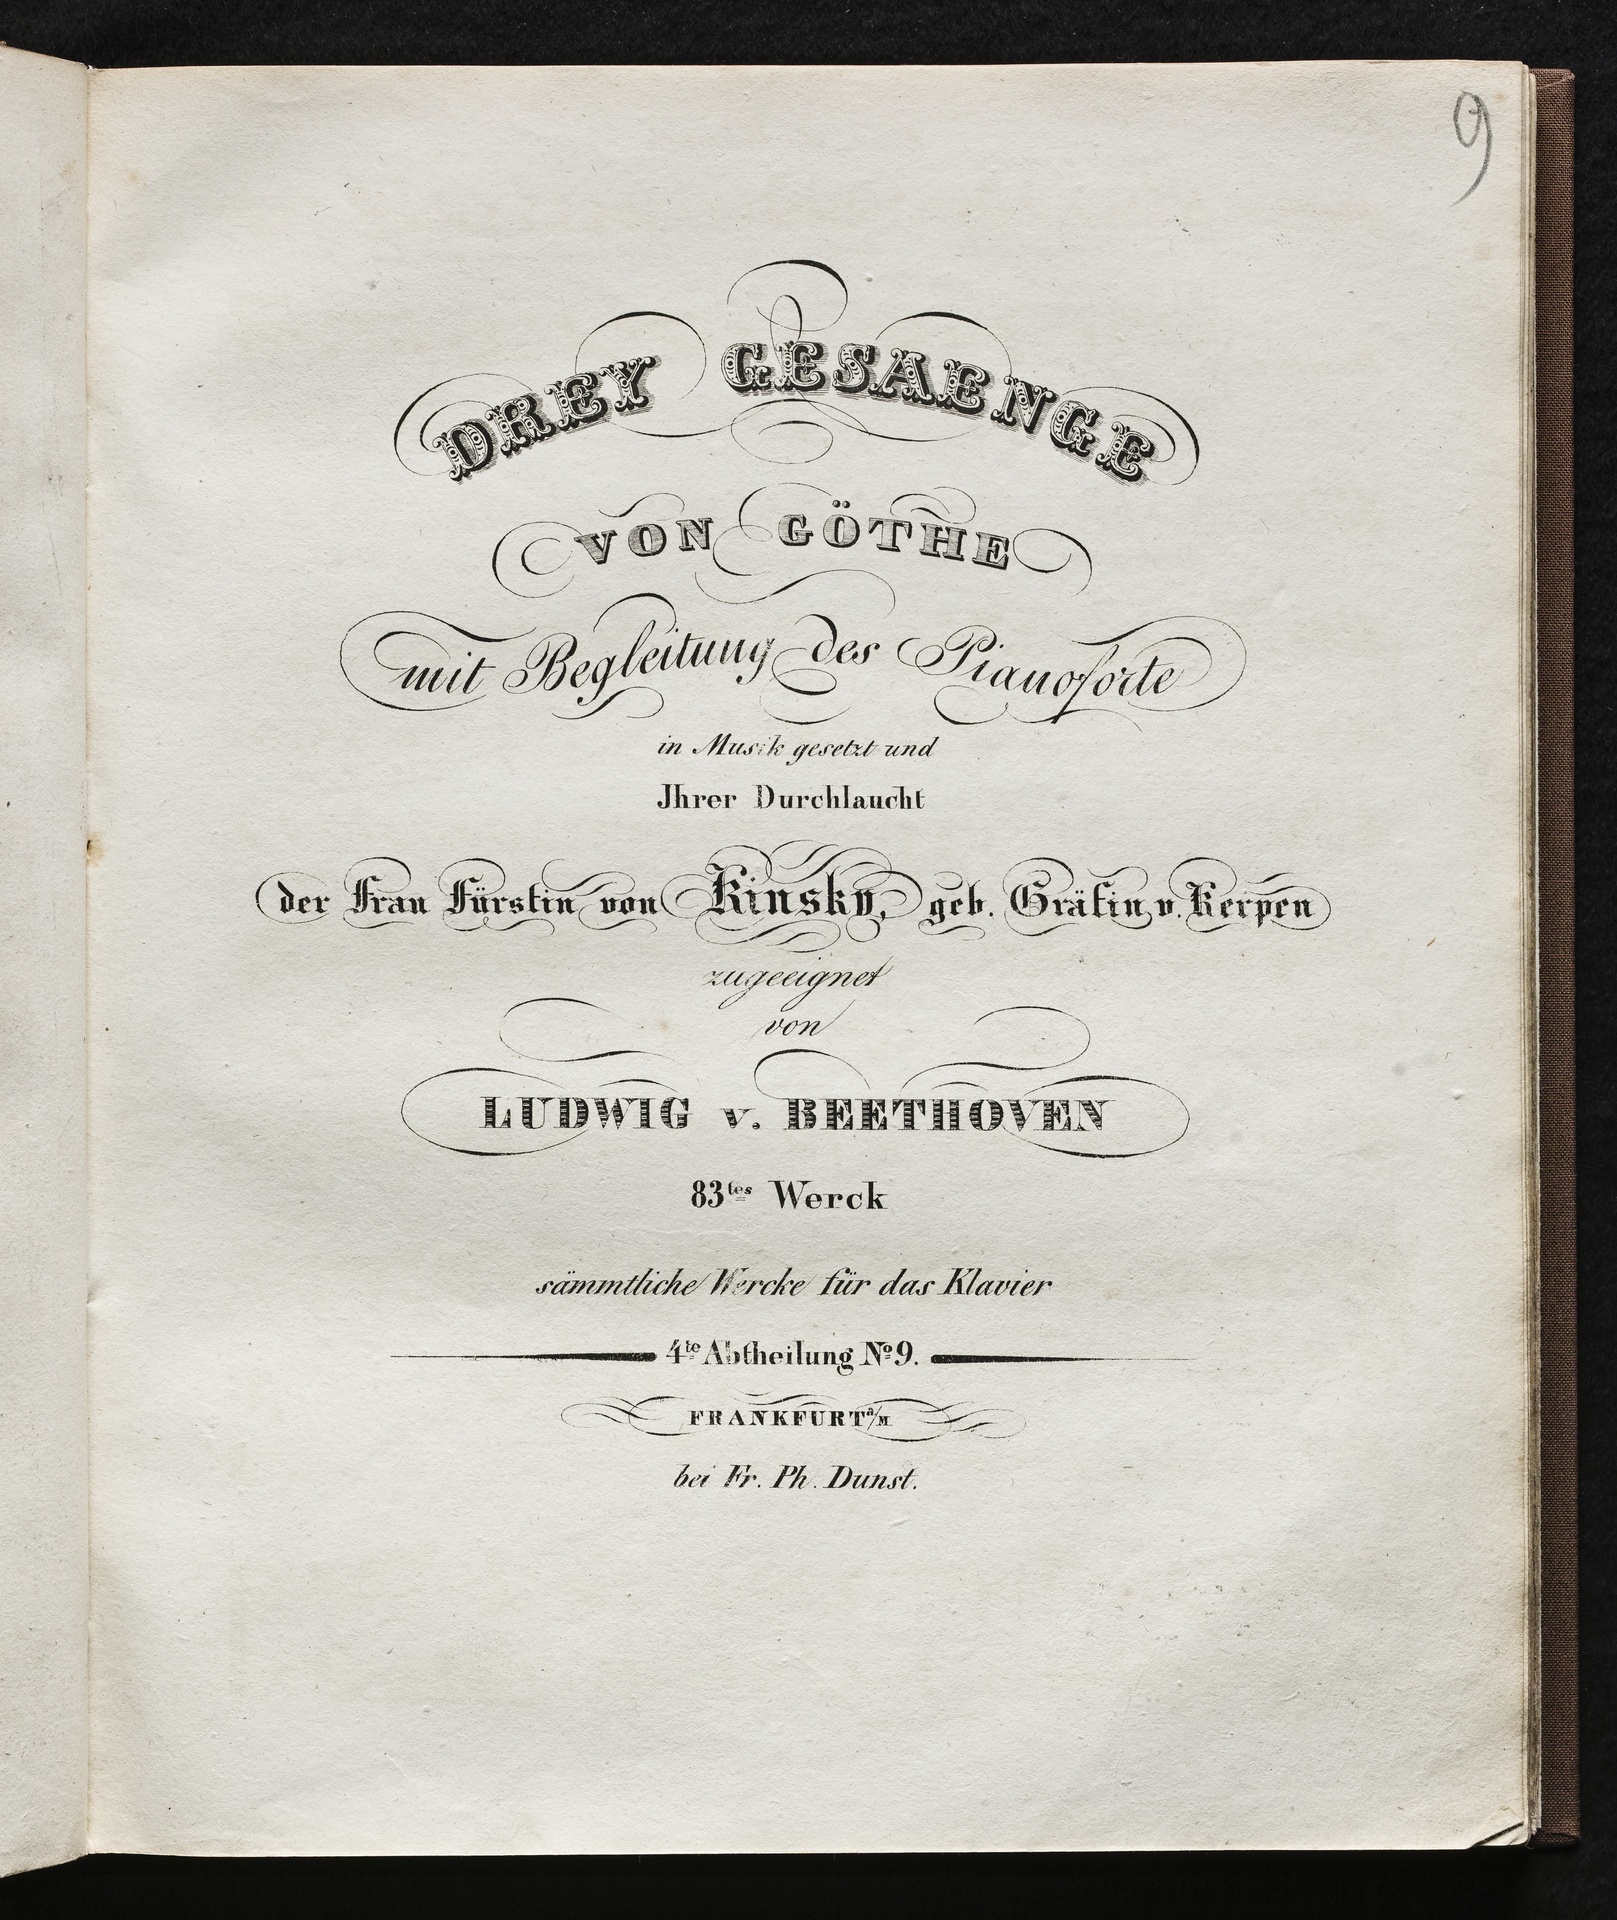 9
DREY GESAENGE
VON GÖTHE
mit Begleitung des Pianoforte
in Musik gesetzt und
Jhrer Durchlaucht
der Frau Fürstin von Kinsky, geb. Gräfin v. Kerpen
zugeeignet
von
LUDWIG v. BEETHOVEN
83tes Werck
sämmtliche Wercke für das Klavier
4te Abtheilung No 9.
FRANKFURT a/M
bei Fr. Ph. Dunst.